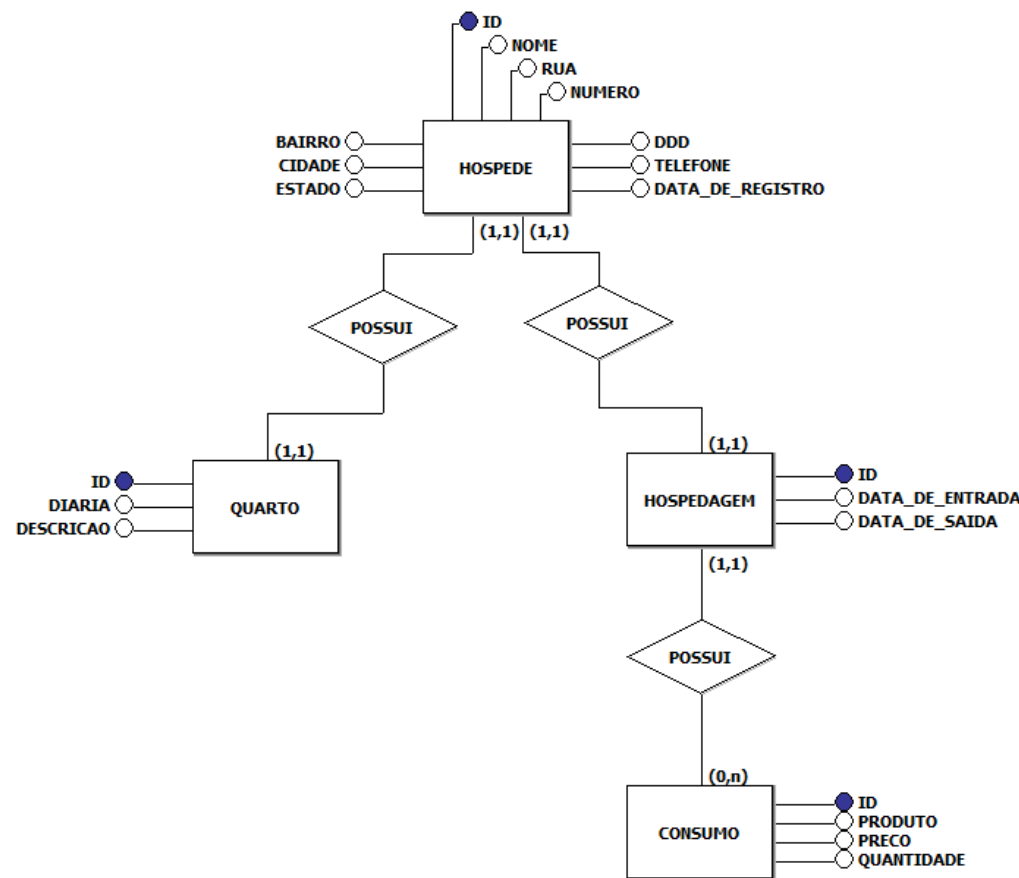 ID
NOME
RUA
NUMERO
BAIRRO
CIDADE
ESTADO
HOSPEDE
DDD
TELEFONE
DATA_DE_REGISTRO
(1,1) (1,1)
POSSUI
POSSUI
(1,1)
(1,1)
ID
DIARIA
DESCRICAO
QUARTO
HOSPEDAGEM
ID
DATA_DE_ENTRADA
DATA_DE_SAIDA
(1,1)
POSSUI
(0,n)
CONSUMO
ID
PRODUTO
PRECO
QUANTIDADE